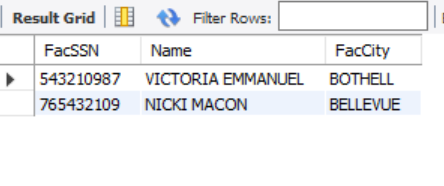 Result Grid Filter Rows:
FacSSN Name FacCity
543210987 VICTORIA EMMANUEL BOTHELL
765432109 NICKI MACON BELLEVUE